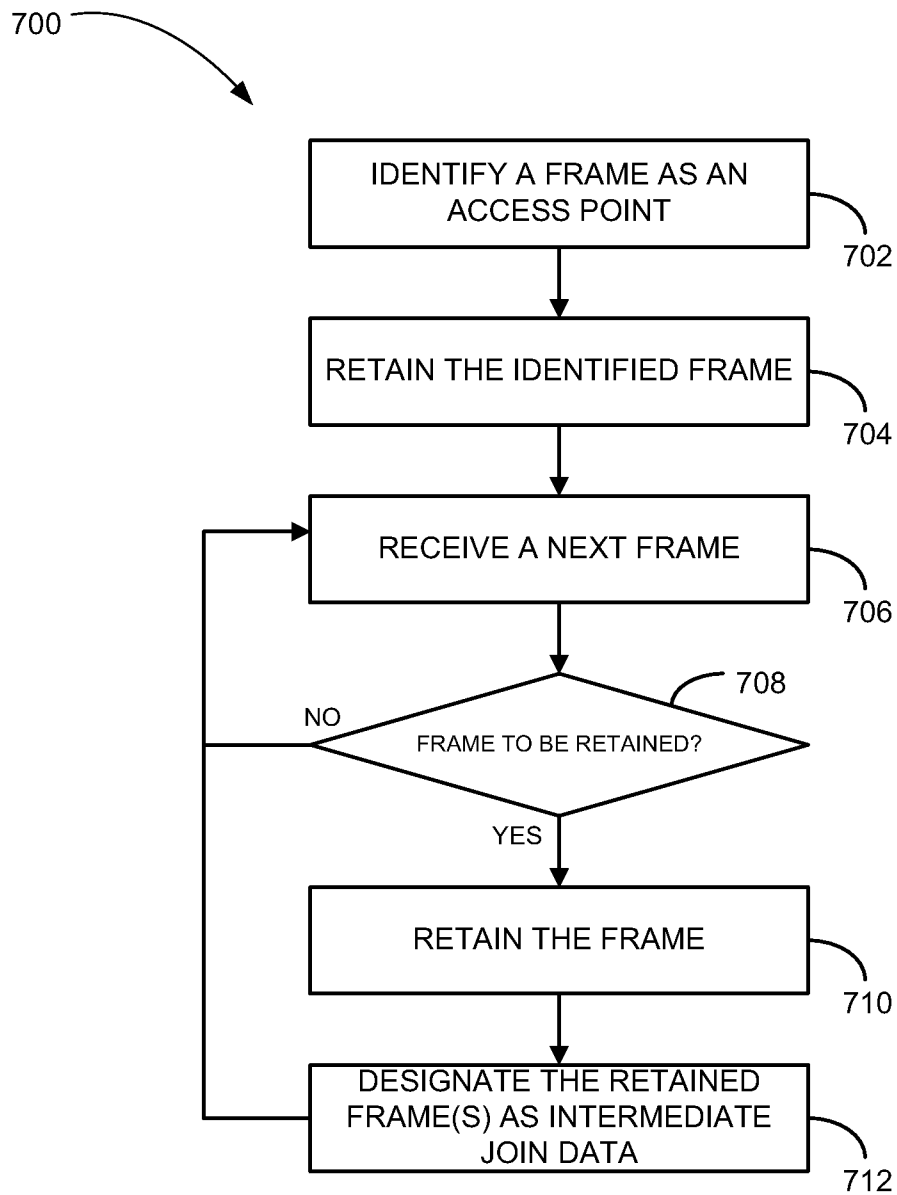 700
IDENTIFY A FRAME AS AN
ACCESS POINT
702
RETAIN THE IDENTIFIED FRAME
704
RECEIVE A NEXT FRAME
706
708
NO
FRAME TO BE RETAINED?
YES
RETAIN THE FRAME
710
DESIGNATE THE RETAINED
FRAME(S) AS INTERMEDIATE
JOIN DATA
712